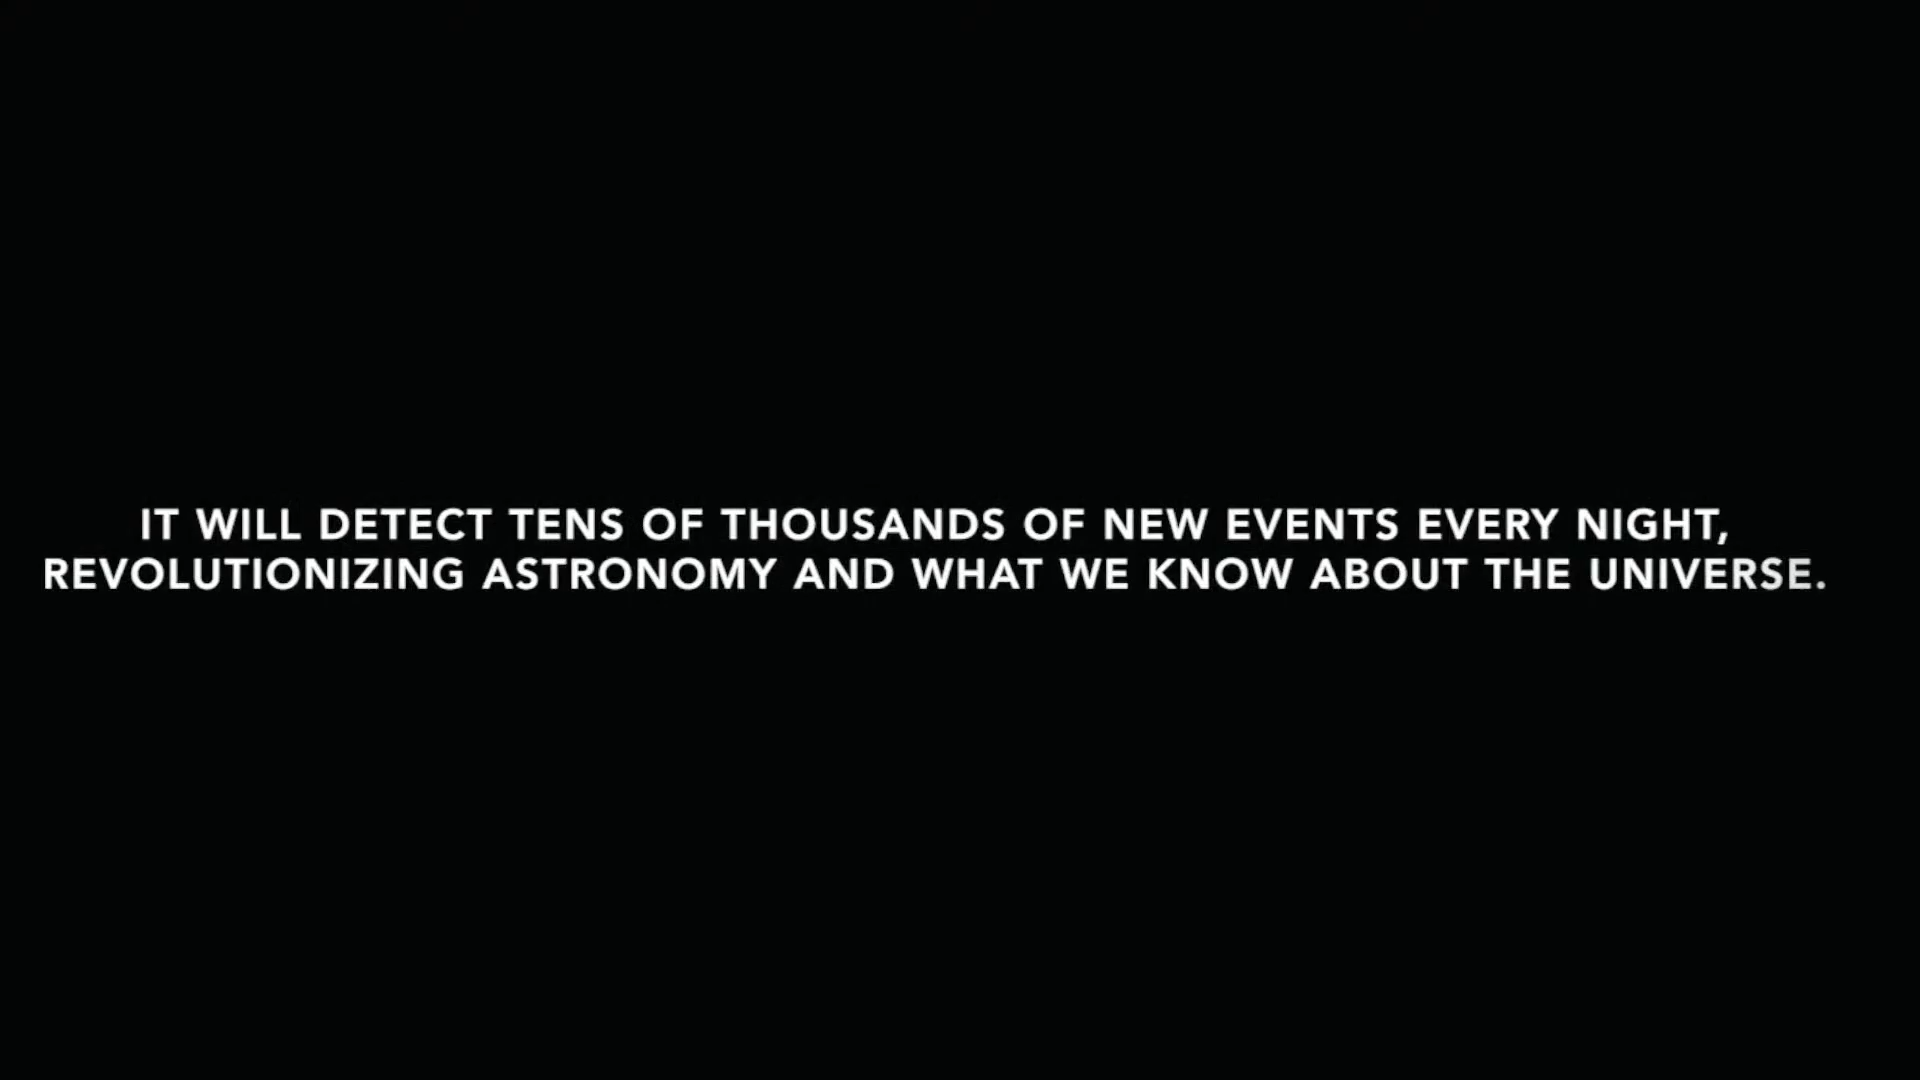 IT WILL DETECT TENS OF THOUSANDS OF NEW EVENTS EVERY NIGHT,
REVOLUTIONIZING ASTRONOMY AND WHAT WE KNOW ABOUT THE UNIVERSE.